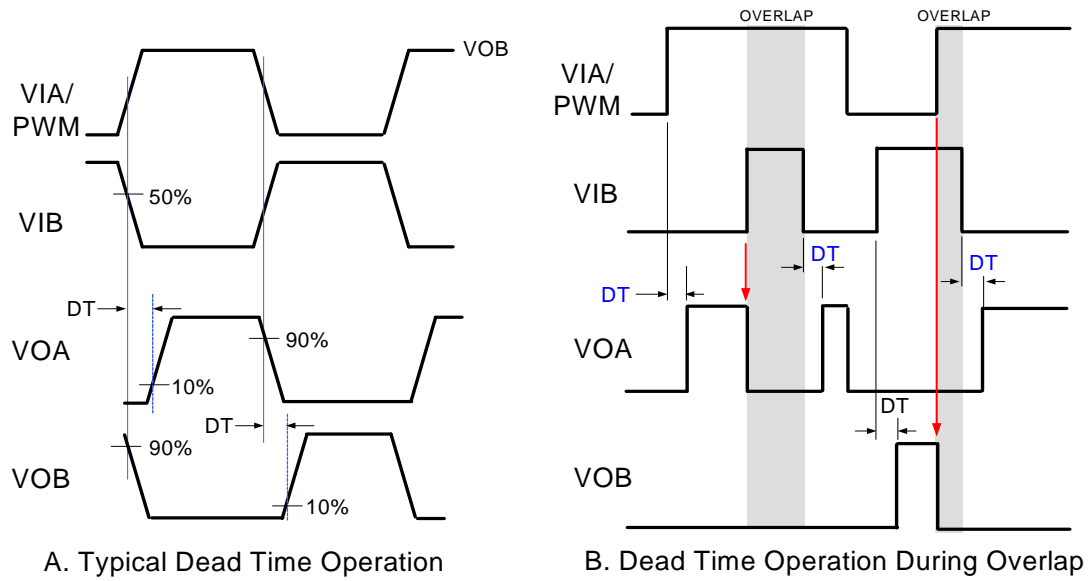 VOB
VIA/
PWM
50%
VIB
DT
90%
VOA
10%
DT
90%
VOB
10%
A. Typical Dead Time Operation
OVERLAP
OVERLAP
VIA/
PWM
VIB
DT
DT
DT
VOA
DT
VOB
B. Dead Time Operation During Overlap